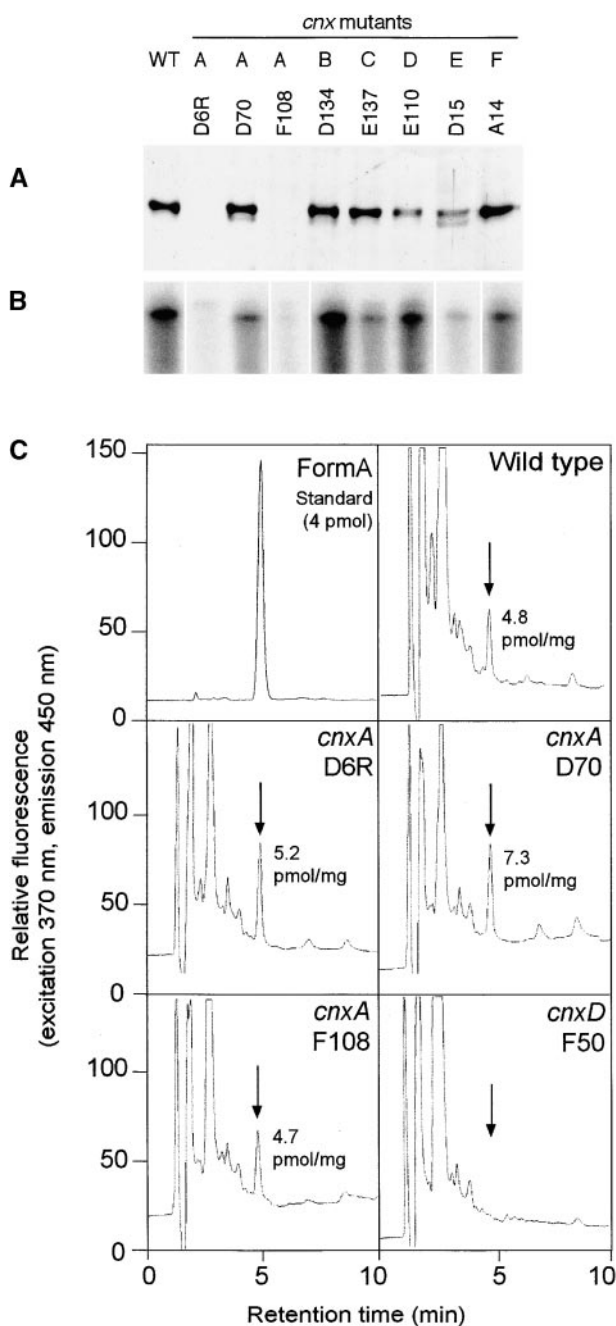 cnx mutants
WT A A A B C D E F
D6R D70 F108 D134 E137 E110 D15 A14
A
B
C
Relative fluorescence
(excitation 370 nm, emission 450 nm)
150
100
50
0
FormA
Standard
(4 pmol)
Wild type
4.8
pmol/mg
100
50
0
cnxA
D6R
5.2
pmol/mg
cnxA
D70
7.3
pmol/mg
100
50
0
cnxA
F108
4.7
pmol/mg
cnxD
F50
0 5 10 5 10
Retention time (min)